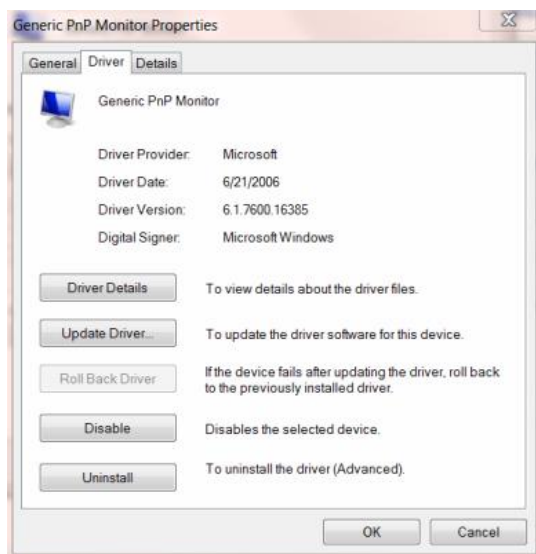 Generic PnP Monitor Properties
General Driver Details
Generic PnP Monitor
Driver Provider: Microsoft
Driver Date: 6/21/2006
Driver Version: 6.1.7600.16385
Digital Signer: Microsoft Windows
Driver Details To view details about the driver files.
Update Driver... To update the driver software for this device.
Roll Back Driver If the device fails after updating the driver, roll back
to the previously installed driver.
Disable Disables the selected device.
Uninstall To uninstall the driver (Advanced).
OK Cancel